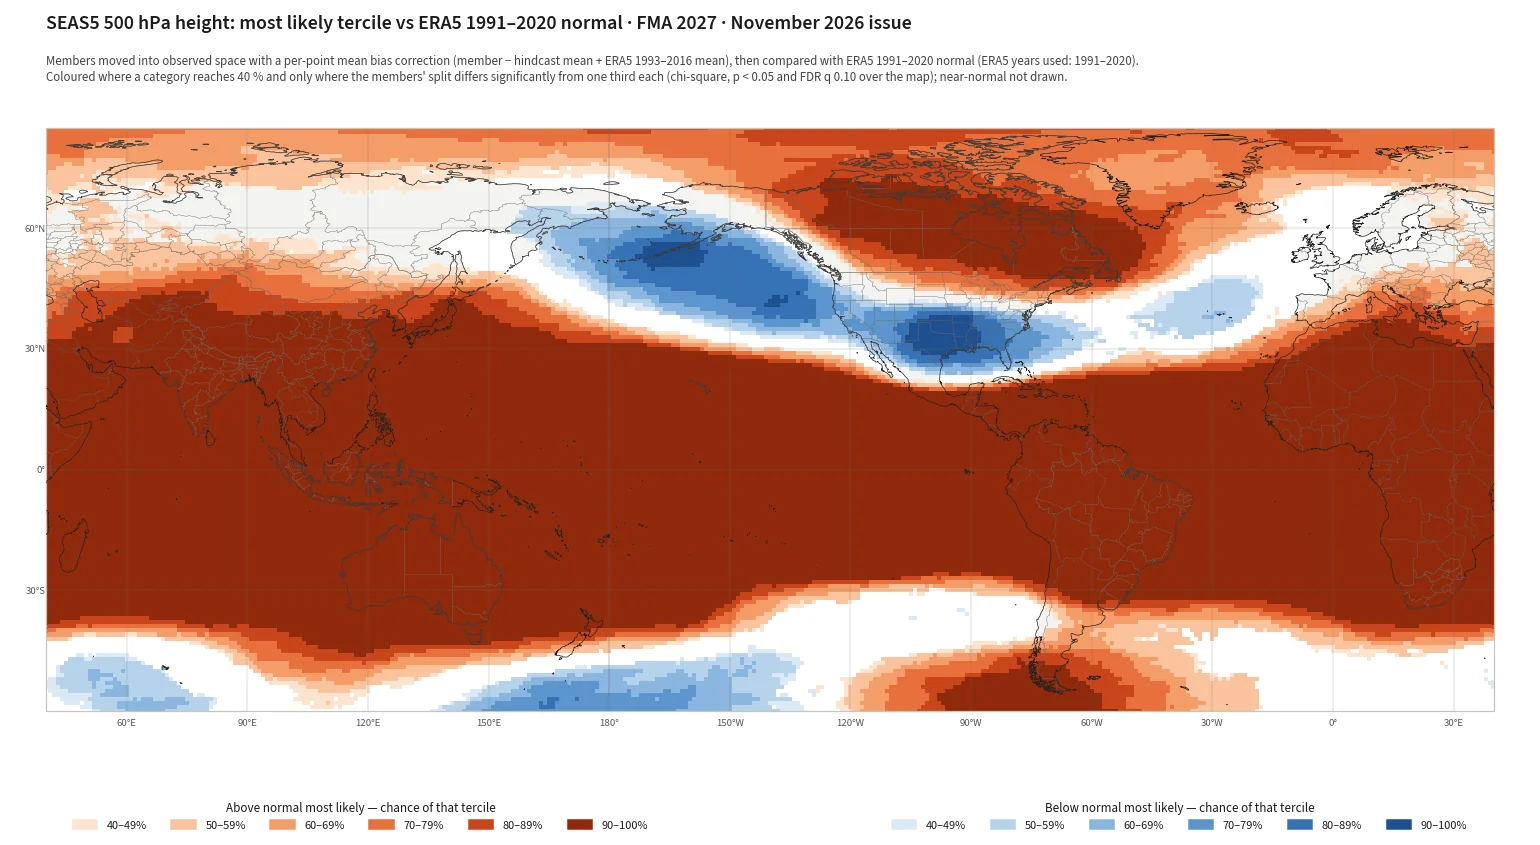 SEAS5 500 hPa height: most likely tercile vs ERA5 1991–2020 normal · FMA 2027 · November 2026 issue
Members moved into observed space with a per-point mean bias correction (member − hindcast mean + ERA5 1993–2016 mean), then compared with ERA5 1991–2020 normal (ERA5 years used: 1991–2020).
Coloured where a category reaches 40 % and only where the members' split differs significantly from one third each (chi-square, p < 0.05 and FDR q 0.10 over the map); near-normal not drawn.
60°N
30°N
0°
30°S
60°E 90°E 120°E 150°E 180° 150°W 120°W 90°W 60°W 30°W 0° 30°E
Above normal most likely — chance of that tercile
40–49% 50–59% 60–69% 70–79% 80–89% 90–100%
Below normal most likely — chance of that tercile
40–49% 50–59% 60–69% 70–79% 80–89% 90–100%